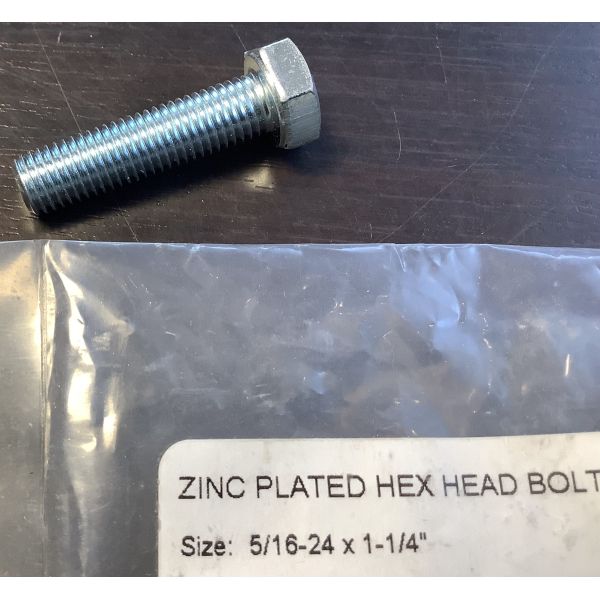 ZINC PLATED HEX HEAD BOLT
Size: 5/16-24 x 1-1/4"